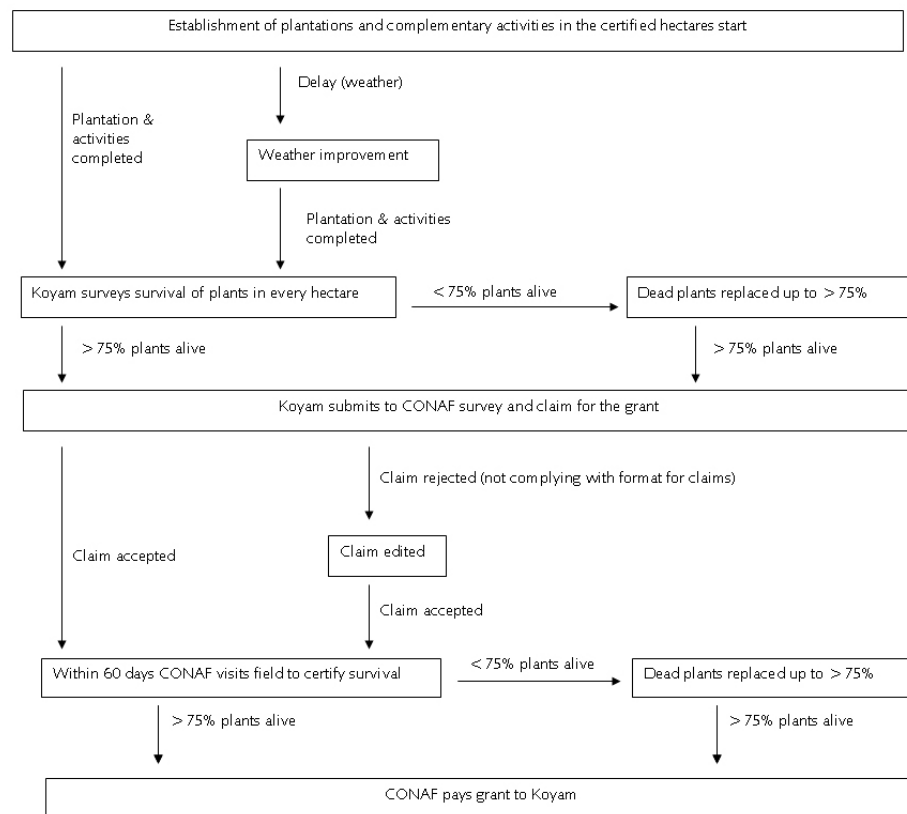 Establishment of plantations and complementary activities in the certified hectares start
Delay (weather)
Plantation &
activities
completed
Weather improvement
Plantation & activities
completed
Koyam surveys survival of plants in every hectare
< 75% plants alive
Dead plants replaced up to > 75%
> 75% plants alive
> 75% plants alive
Koyam submits to CONAF survey and claim for the grant
Claim rejected (not complying with format for claims)
Claim accepted
Claim edited
Claim accepted
Within 60 days CONAF visits field to certify survival
< 75% plants alive
Dead plants replaced up to > 75%
> 75% plants alive
> 75% plants alive
CONAF pays grant to Koyam